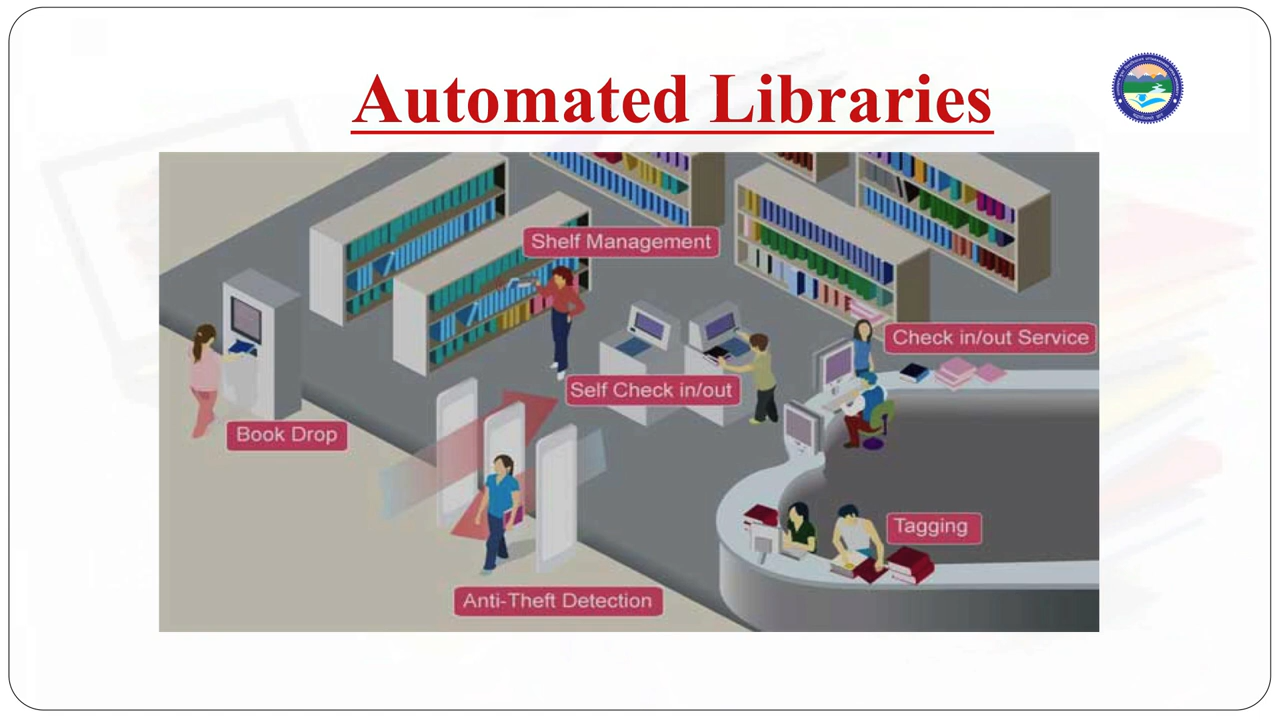 Automated Libraries
Shelf Management
Check in/out Service
Self Check in/out
Book Drop
Tagging
Anti-Theft Detection